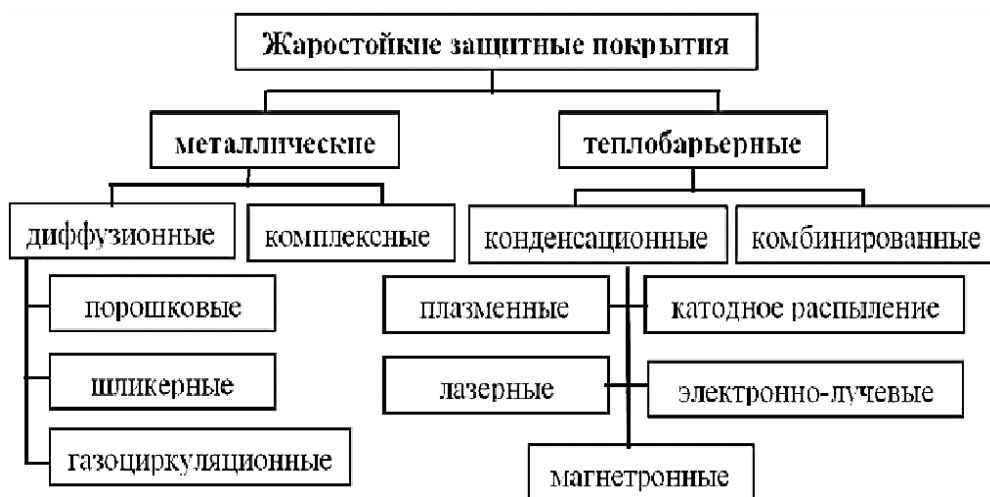 Жаростойкие защитные покрытия
металлические
теплобарьерные
диффузионные
комплексные
конденсационные
комбинированные
порошковые
плазменные
катодное распыление
шликерные
лазерные
электронно-лучевые
газоциркуляционные
магнетронные